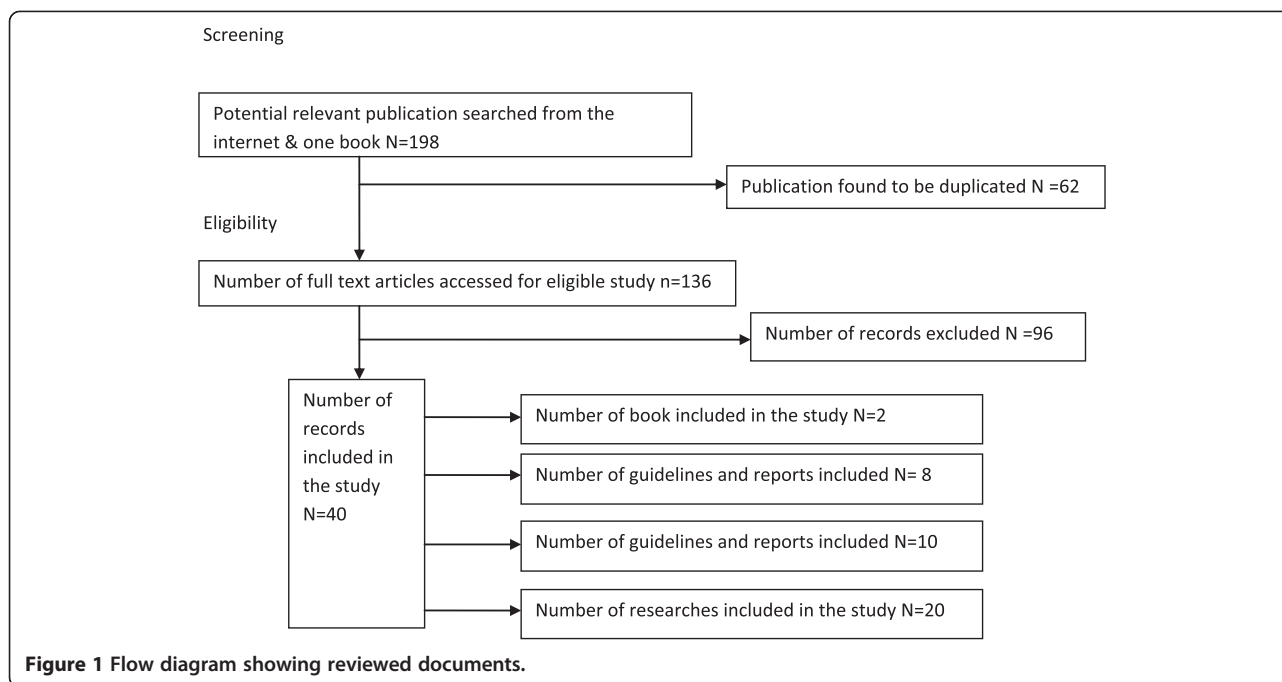 Screening
Potential relevant publication searched from the
internet & one book N=198
Publication found to be duplicated N =62
Eligibility
Number of full text articles accessed for eligible study n=136
Number of records excluded N =96
Number of
records
included in
the study
N=40
Number of book included in the study N=2
Number of guidelines and reports included N= 8
Number of guidelines and reports included N=10
Number of researches included in the study N=20
Figure 1 Flow diagram showing reviewed documents.